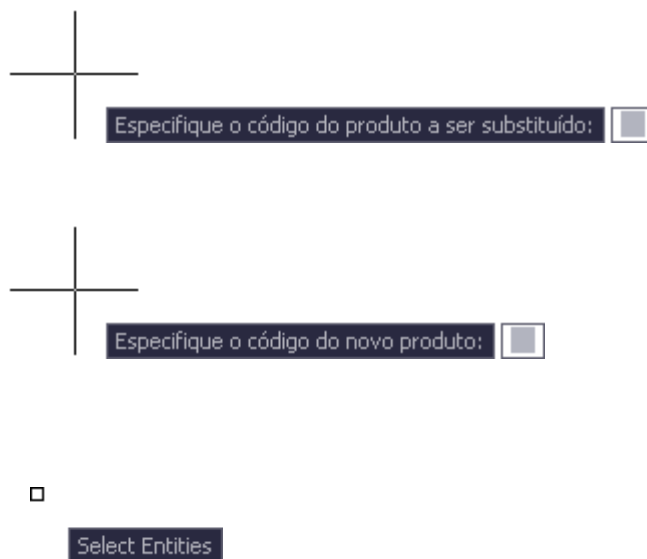 Especifique o código do produto a ser substituído:
Especifique o código do novo produto:
Select Entities